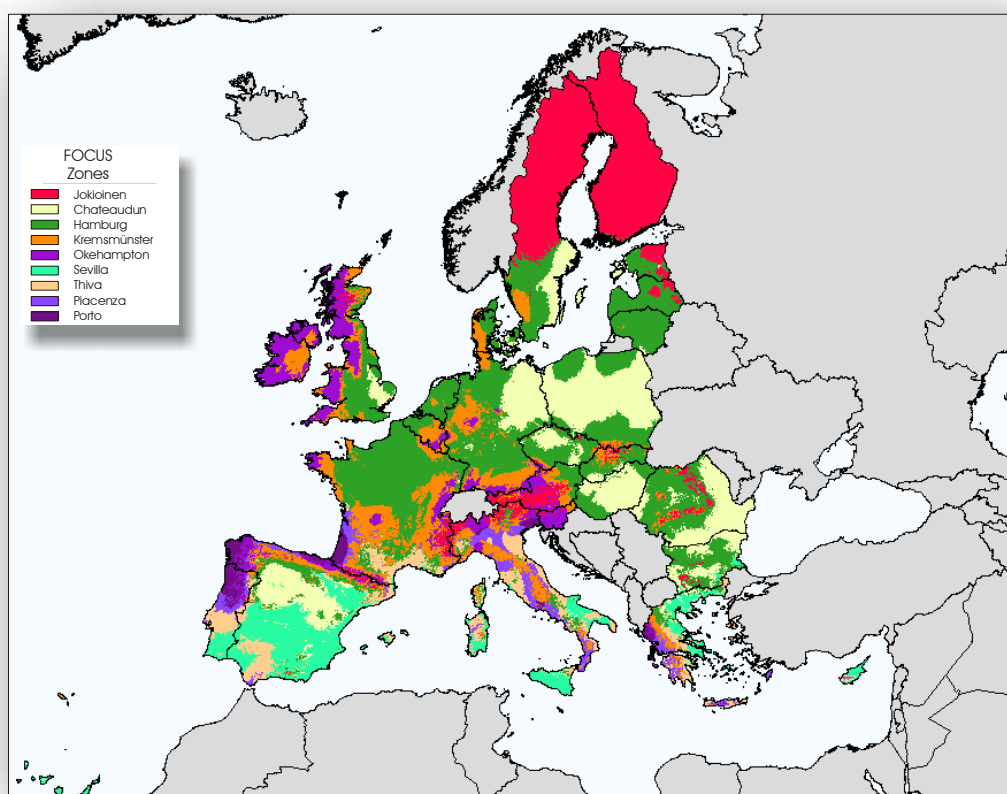 FOCUS
Zones
Jokioinen
Chateaudun
Hamburg
Kremsmünster
Okehampton
Sevilla
Thiva
Piacenza
Porto